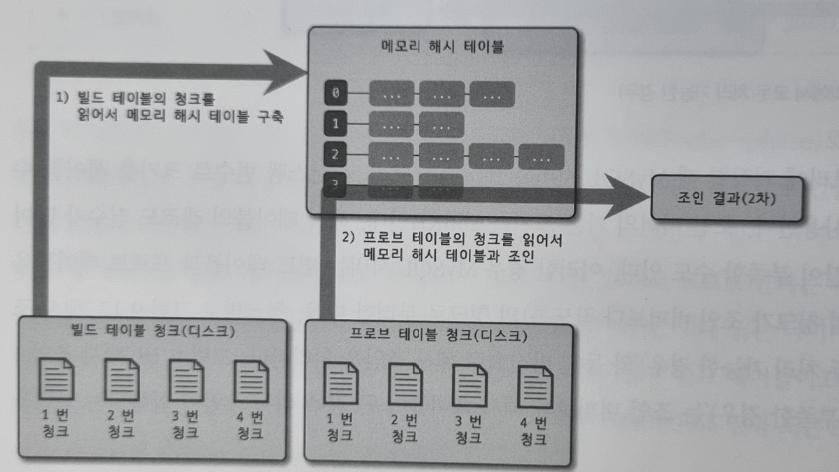 메모리 해시 테이블
0 ... ... ...
1 ... ...
2 ... ... ... ...
3
1) 빌드 테이블의 청크를
읽어서 메모리 해시 테이블 구축
조인 결과(2차)
2) 프로브 테이블의 청크를 읽어서
메모리 해시 테이블과 조인
빌드 테이블 청크(디스크)
1 번
청크
2 번
청크
3 번
청크
4 번
청크
프로브 테이블 청크(디스크)
1 번
청크
2 번
청크
3 번
청크
4 번
청크